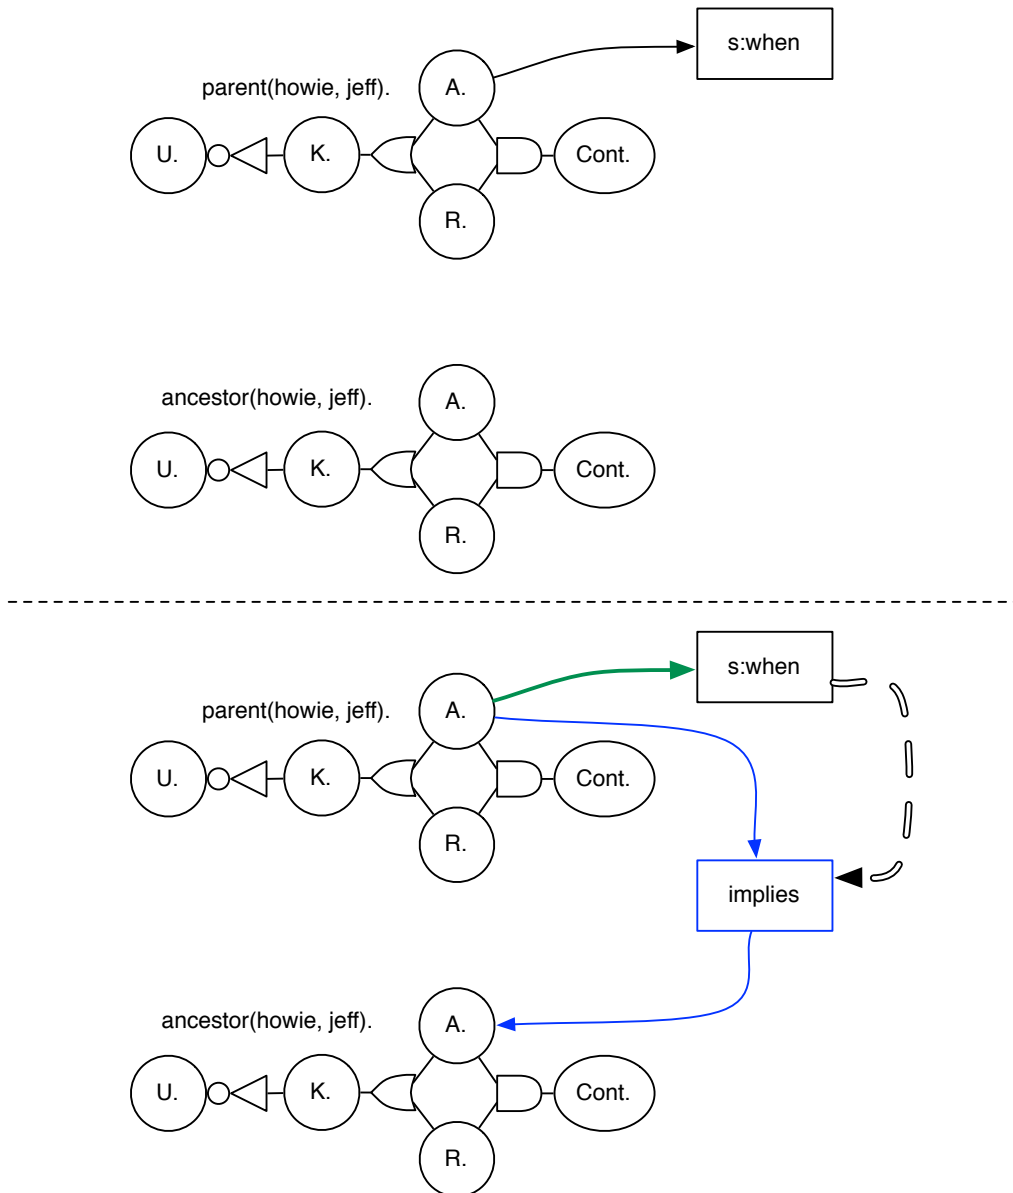 s:when
parent(howie, jeff).
A.
U.
K.
Cont.
R.
ancestor(howie, jeff).
A.
U.
K.
Cont.
R.
s:when
parent(howie, jeff).
A.
U.
K.
Cont.
R.
implies
ancestor(howie, jeff).
A.
U.
K.
Cont.
R.